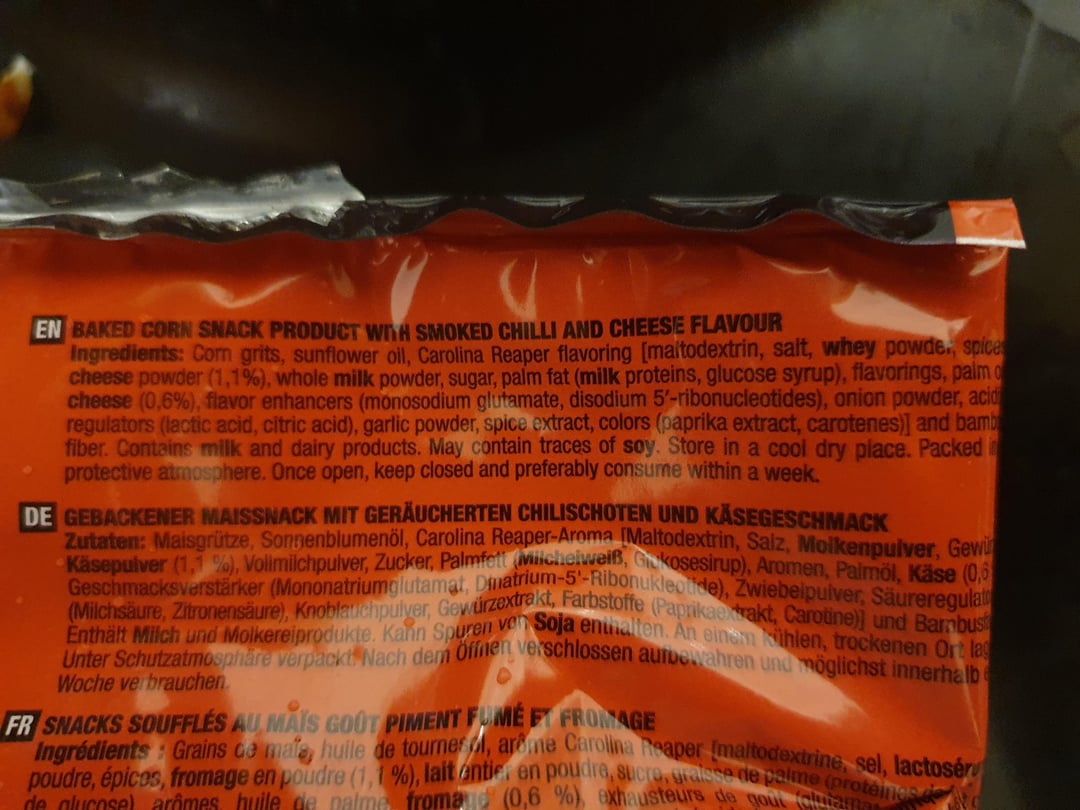 EN BAKED CORN SNACK PRODUCT WITH SMOKED CHILLI AND CHEESE FLAVOUR
Ingredients: Corn grits, sunflower oil, Carolina Reaper flavoring [maltodextrin, salt, whey powder, spices
cheese powder (1,1%), whole milk powder, sugar, palm fat (milk proteins, glucose syrup), flavorings, palm
cheese (0,6%), flavor enhancers (monosodium glutamate, disodium 5'-ribonucleotides), onion powder,
regulators (lactic acid, citric acid), garlic powder, spice extract, colors (paprika extract, carotenes)] and
fiber. Contains milk and dairy products. May contain traces of soy. Store in a cool dry place. Packed
protective atmosphere. Once open, keep closed and preferably consume within a week.
DE GEBACKENER MAISSNACK MIT GERÄUCHERTEN CHILISCHOTEN UND KÄSEGESCHMACK
Zutaten: Maisgrütze, Sonnenblumenöl, Carolina Reaper-Aroma [Maltodextrin, Salz, Molkenpulver,
Käsepulver (1,1 %), Vollmilchpulver, Zucker, Palmfett (Milcheiweiß, Glukosesirup), Aromen, Palmöl, Käse (0,6
Geschmacksverstärker (Mononatriumglutamat, Dinatrium-5'-Ribonukleotide), Zwiebelpulver,
(Milchsäure, Zitronensäure), Knoblauchpulver, Gewürzextrakt, Farbstoffe (Paprikaextrakt, Carotine)] und
Enthält Milch und Molkereiprodukte. Kann Spuren von Soja enthalten. An einem kühlen, trockenen Ort
Unter Schutzatmosphäre verpackt. Nach dem Öffnen verschlossen aufbewahren und möglichst innerhalb
Woche verbrauchen.
FR SNACKS SOUFFLÉS AU MAÏS GOÛT PIMENT FUMÉ ET FROMAGE
Ingrédients : Grains de maïs, huile de tournesol, arôme Carolina Reaper [maltodextrine, sel,
poudre, épices, fromage en poudre (1,1 %), lait entier en poudre, sucre, graisse de palme (protéines
de glucose), arômes, huile de palme, fromage (0,6 %), exhausteurs de goût